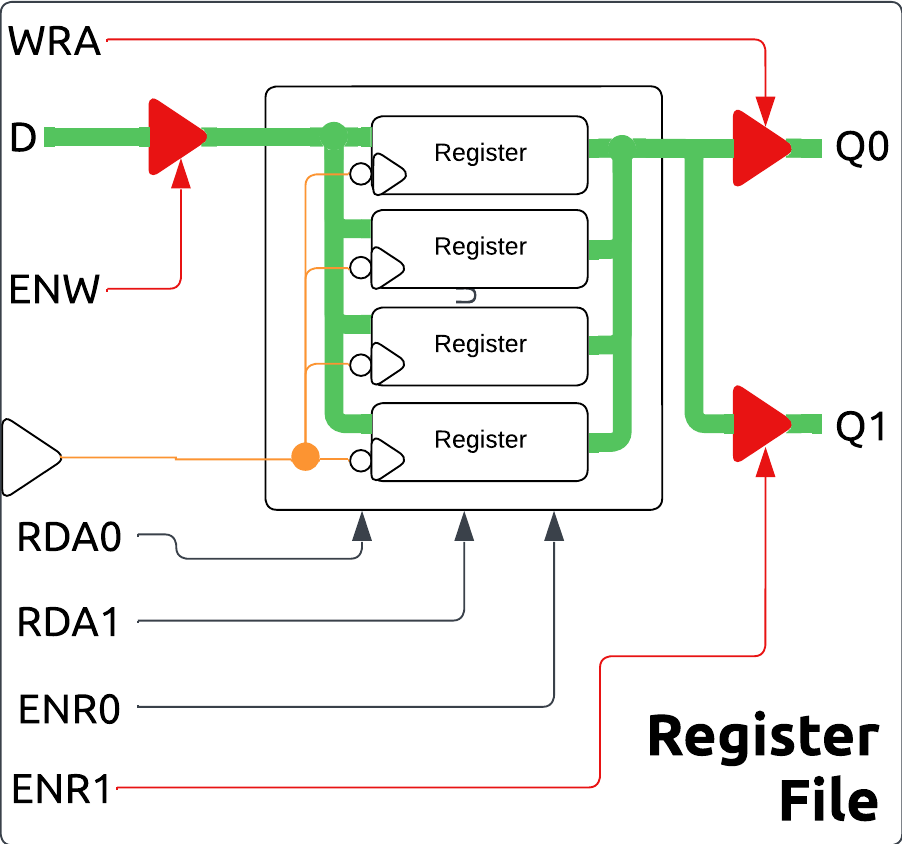 WRA
D
Register
Q0
Register
ENW
Register
Q1
Register
RDA0
RDA1
ENR0
ENR1
Register
File